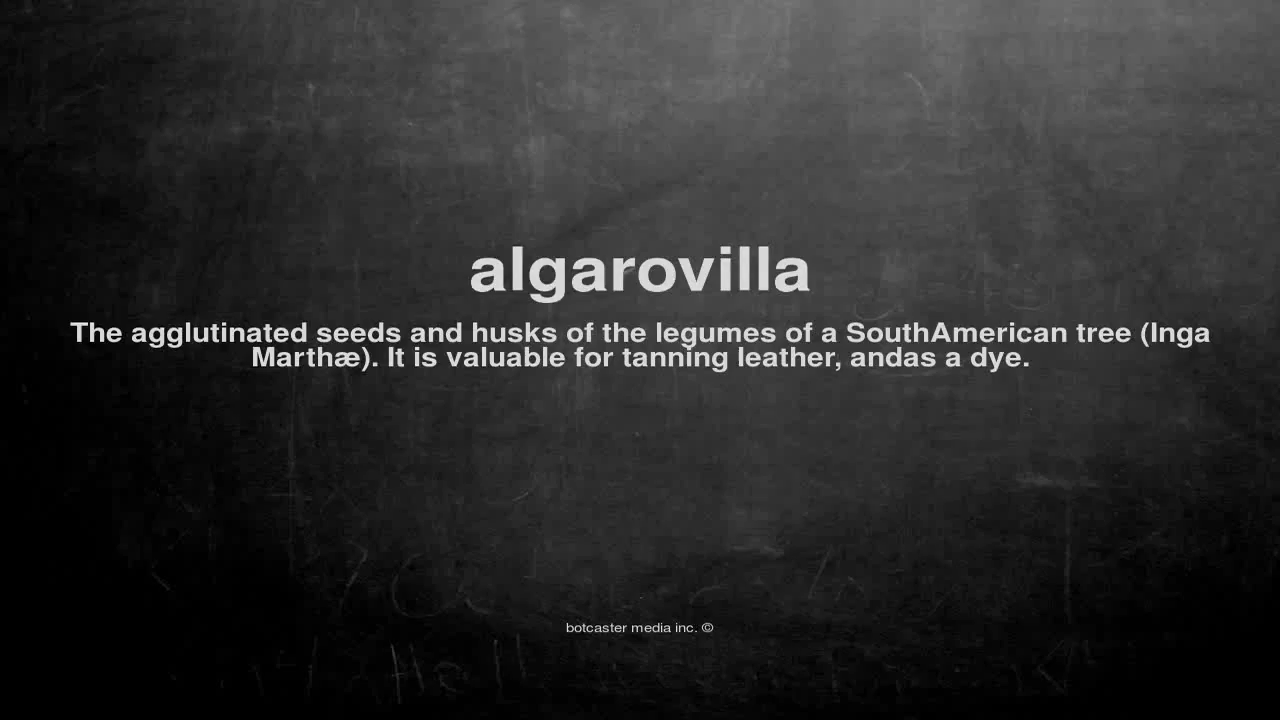 algarovilla
The agglutinated seeds and husks of the legumes of a SouthAmerican tree (Inga
Marthæ). It is valuable for tanning leather, andas a dye.
botcaster media inc. ©